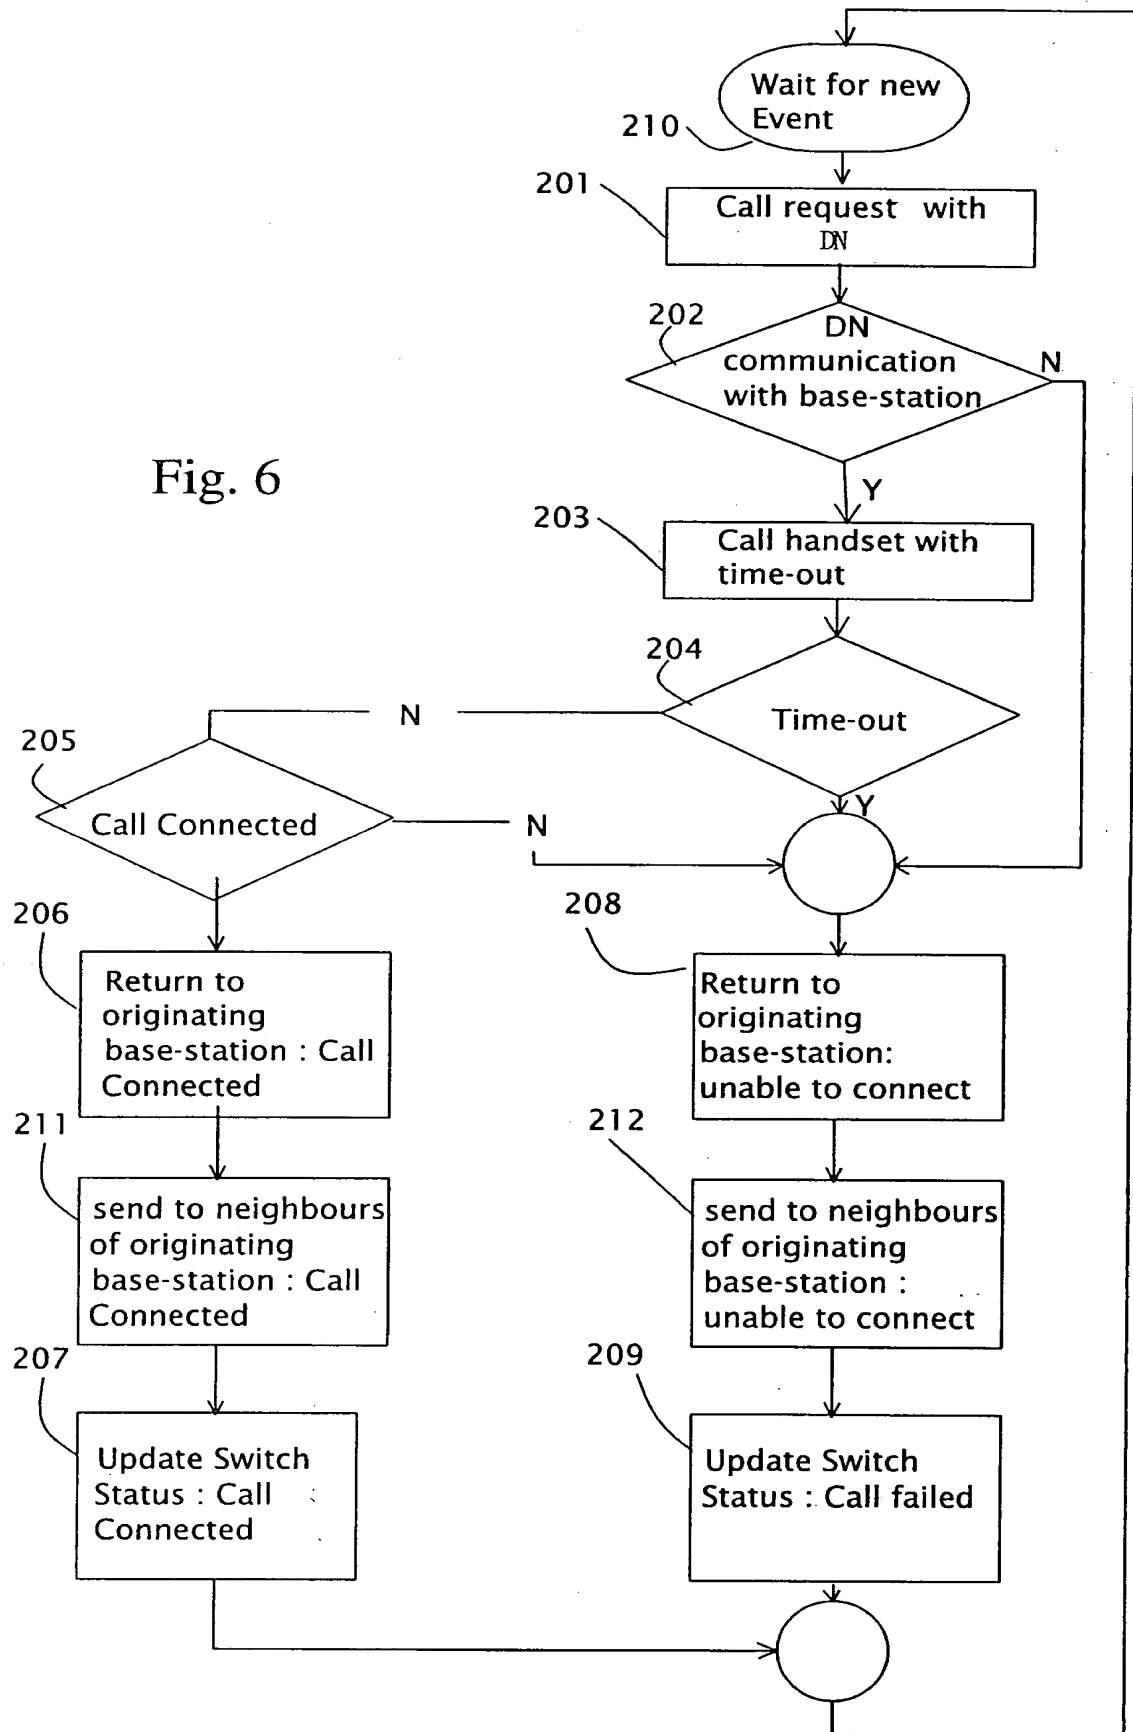 Wait for new
Event
210
201
Call request with
DN
202
DN
communication
with base-station
N
Fig. 6
Y
203
Call handset with
time-out
204
N
Time-out
205
Y
Call Connected
N
206
208
Return to
originating
base-station : Call
Connected
Return to
originating
base-station:
unable to connect
211
212
send to neighbours
of originating
base-station : Call
Connected
send to neighbours
of originating
base-station :
unable to connect
207
209
Update Switch
Status : Call
Connected
Update Switch
Status : Call failed